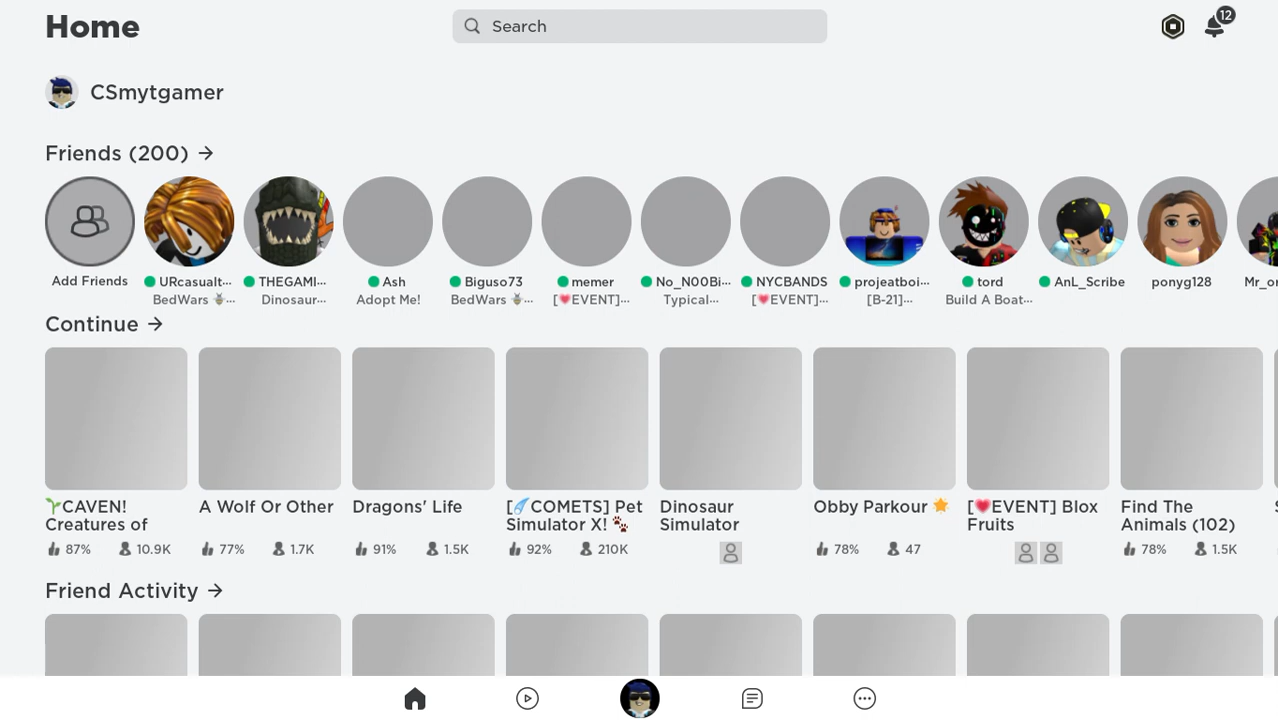 Home
Search
12
CSmytgamer
Friends (200)
Add Friends
URcasualt...
THEGAMI...
Ash
Biguso73
memer
No_N00Bi...
NYCBANDS
projeatboi...
tord
AnL_Scribe
ponyg128
BedWars
Dinosaur...
Adopt Me!
BedWars
[💗EVENT]...
Typical...
[💗EVENT]...
[B-21]...
Build A Boat...
Continue
🌱CAVEN!
Creatures of
A Wolf Or Other
Dragons' Life
[☄️COMETS] Pet
Simulator X! 🐾
Dinosaur
Simulator
Obby Parkour 🌟
[💗EVENT] Blox
Fruits
Find The
Animals (102)
87% 10.9K
77% 1.7K
91% 1.5K
92% 210K
78% 47
78% 1.5K
Friend Activity